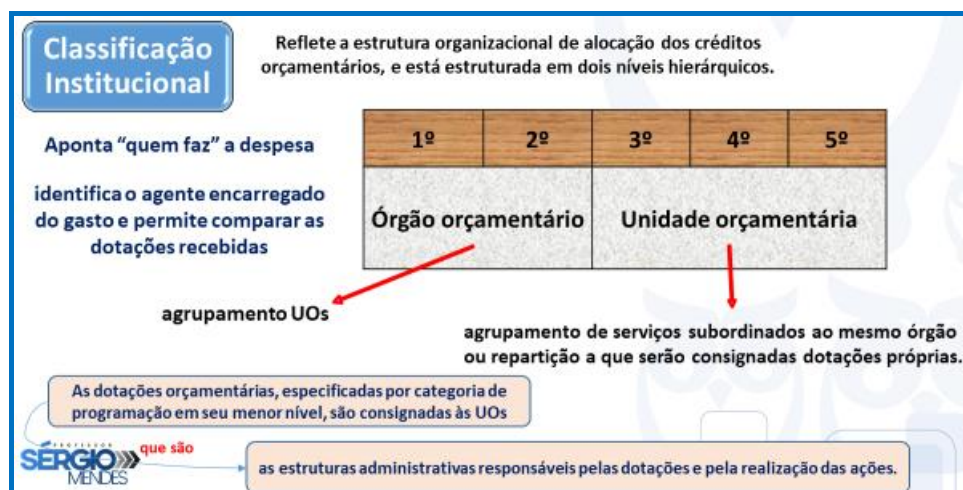 Classificação
Institucional
Reflete a estrutura organizacional de alocação dos créditos
orçamentários, e está estruturada em dois níveis hierárquicos.
Aponta “quem faz” a despesa
identifica o agente encarregado
do gasto e permite comparar as
dotações recebidas
1º 2º 3º 4º 5º
Órgão orçamentário Unidade orçamentária
agrupamento UOs
agrupamento de serviços subordinados ao mesmo órgão
ou repartição a que serão consignadas dotações próprias.
As dotações orçamentárias, especificadas por categoria de
programação em seu menor nível, são consignadas às UOs
que são
PROFESSOR
SÉRGIO
MENDES
as estruturas administrativas responsáveis pelas dotações e pela realização das ações.